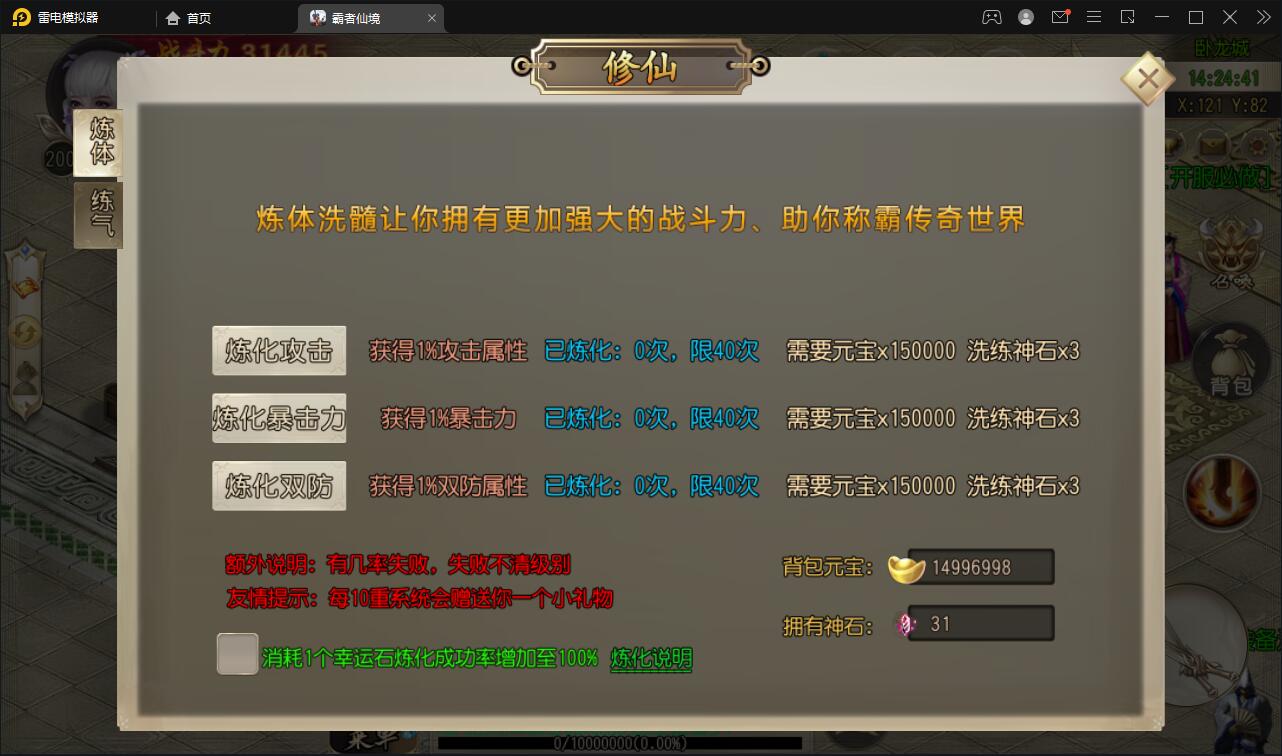 雷电模拟器
首页
霸者仙境
战斗力 31445
修仙
卧龙城
14:24:41
X:121 Y:82
炼体
200
[开服必做]
练气
炼体洗髓让你拥有更加强大的战斗力、助你称霸传奇世界
召唤
炼化攻击 获得1%攻击属性 已炼化：0次，限40次 需要元宝x150000 洗练神石x3
背包
炼化暴击力 获得1%暴击力 已炼化：0次，限40次 需要元宝x150000 洗练神石x3
炼化双防 获得1%双防属性 已炼化：0次，限40次 需要元宝x150000 洗练神石x3
额外说明：有几率失败，失败不清级别
背包元宝： 14996998
友情提示：每10重系统会赠送你一个小礼物
拥有神石： 31
消耗1个幸运石炼化成功率增加至100% 炼化说明
菜单
0/10000000(0.00%)